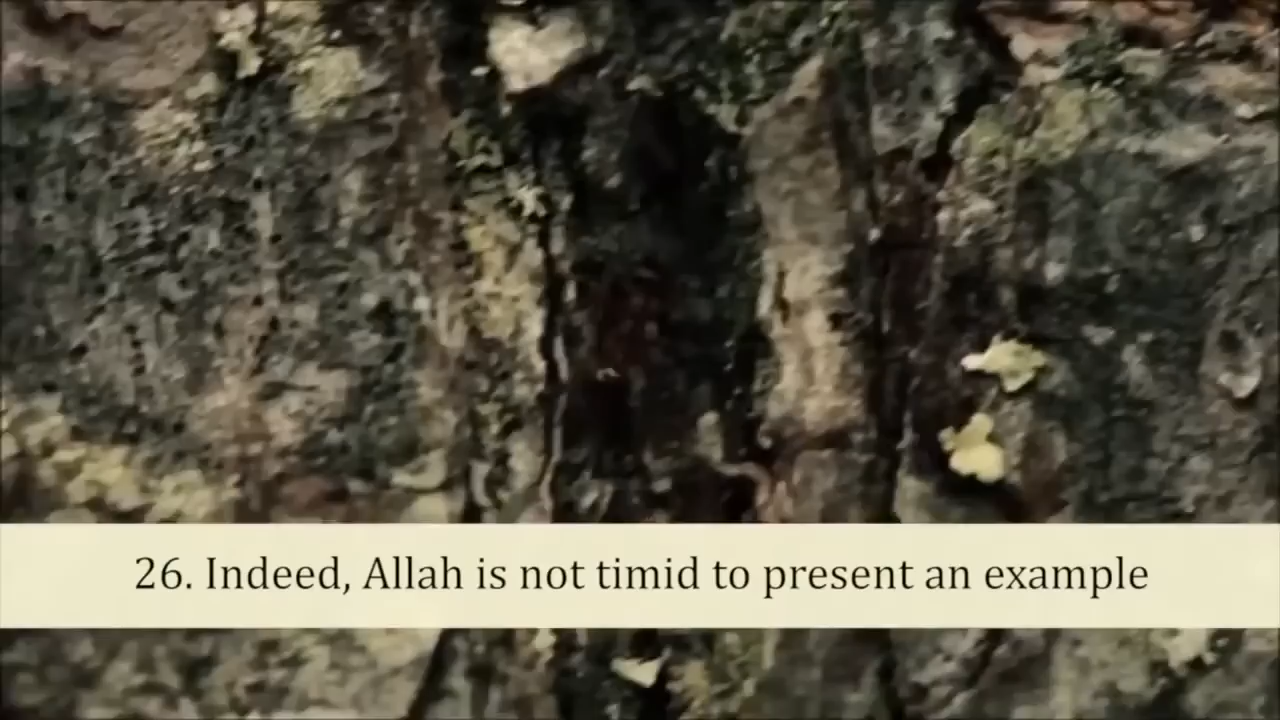 26. Indeed, Allah is not timid to present an example